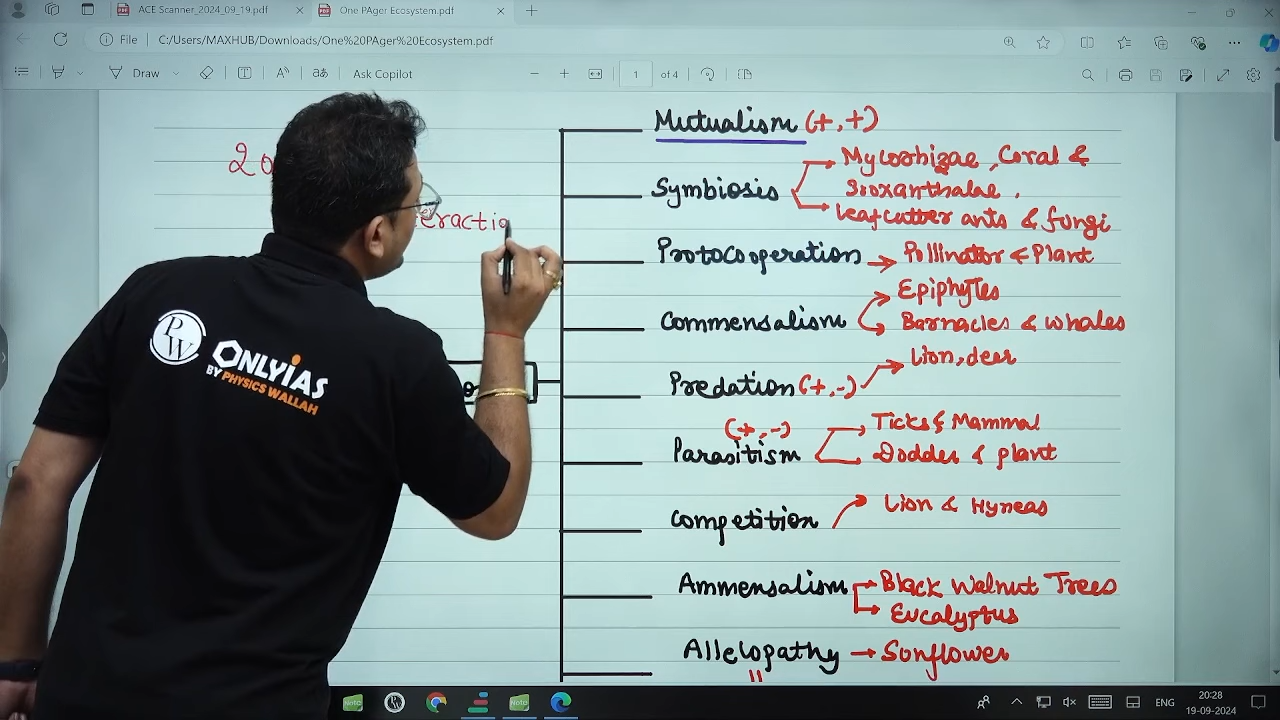 ACE Scanner_2024_09_19.pdf
One PAger Ecosystem.pdf
File
C:/Users/MAXHUB/Downloads/One%20PAger%20Ecosystem.pdf
Draw
Ask Copilot
1
of 4
eractio
PW
ONLYIAS
BY PHYSICS WALLAH
Mutualism (+,+)
Symbiosis
Mycorrhizae, Coral &
leafcutter ants & fungi
Protocooperation → Pollinator & Plant
Commensalism
Epiphytes
Barnacles & whales
Predation (+,-)
Lion, deer
(+,-)
Parasitism
Ticks & Mammal
Dodder & plant
Competition
Lion & Hyneas
Ammensalism
Black Walnut Trees
Eucalyptus
Allelopathy → Sunflower
ENG
20:28
19-09-2024